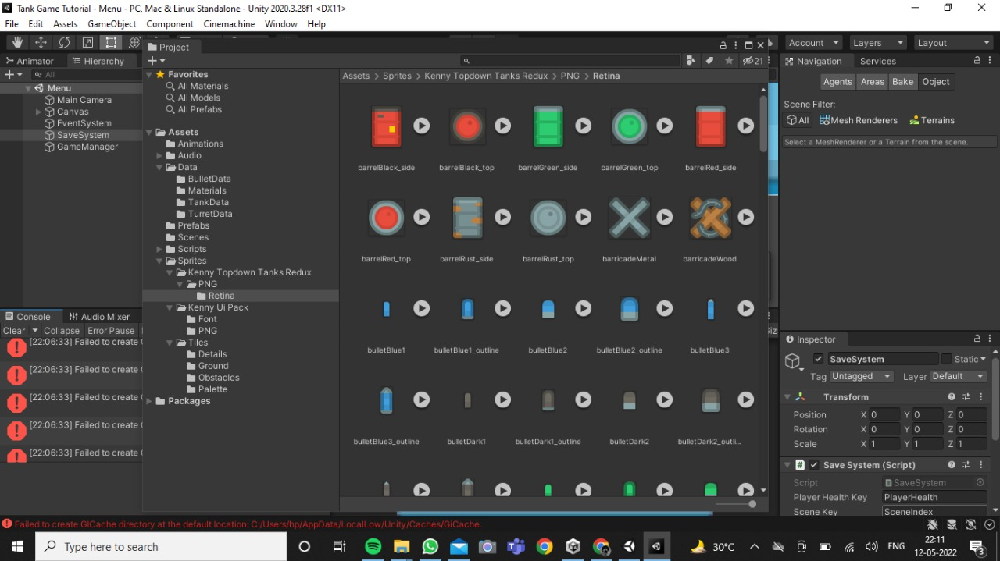 Tank Game Tutorial - Menu - PC, Mac & Linux Standalone - Unity 2020.3.28f1 <DX11>
File Edit Assets GameObject Component Cinemachine Window Help
Account Layers Layout
Animator Hierarchy
All
Menu
Main Camera
Canvas
EventSystem
SaveSystem
GameManager
Project
21
Favorites
All Materials
All Models
All Prefabs
Assets
Animations
Audio
Data
BulletData
Materials
TankData
TurretData
Prefabs
Scenes
Scripts
Sprites
Kenny Topdown Tanks Redux
PNG
Retina
Kenny Ui Pack
Font
PNG
Tiles
Details
Ground
Obstacles
Palette
Packages
Assets > Sprites > Kenny Topdown Tanks Redux > PNG > Retina
barrelBlack_side barrelBlack_top barrelGreen_side barrelGreen_top barrelRed_side
barrelRed_top barrelRust_side barrelRust_top barricadeMetal barricadeWood
bulletBlue1 bulletBlue1_outline bulletBlue2 bulletBlue2_outline bulletBlue3
bulletBlue3_outline bulletDark1 bulletDark1_outline bulletDark2 bulletDark2_outli...
Navigation Services
Agents Areas Bake Object
Scene Filter:
All Mesh Renderers Terrains
Select a MeshRenderer or a Terrain from the scene.
Console Audio Mixer
Clear Collapse Error Pause
[22:06:33] Failed to create
[22:06:33] Failed to create
[22:06:33] Failed to create
[22:06:33] Failed to create
[22:06:33] Failed to create
Giz
Inspector
SaveSystem Static
Tag Untagged Layer Default
Transform
Position X 0 Y 0 Z 0
Rotation X 0 Y 0 Z 0
Scale X 1 Y 1 Z 1
Save System (Script)
Script SaveSystem
Player Health Key PlayerHealth
Scene Key SceneIndex
Failed to create GICache directory at the default location: C:/Users/hp/AppData/LocalLow/Unity/Caches/GiCache.
Type here to search
30°C ENG 22:11
12-05-2022
3